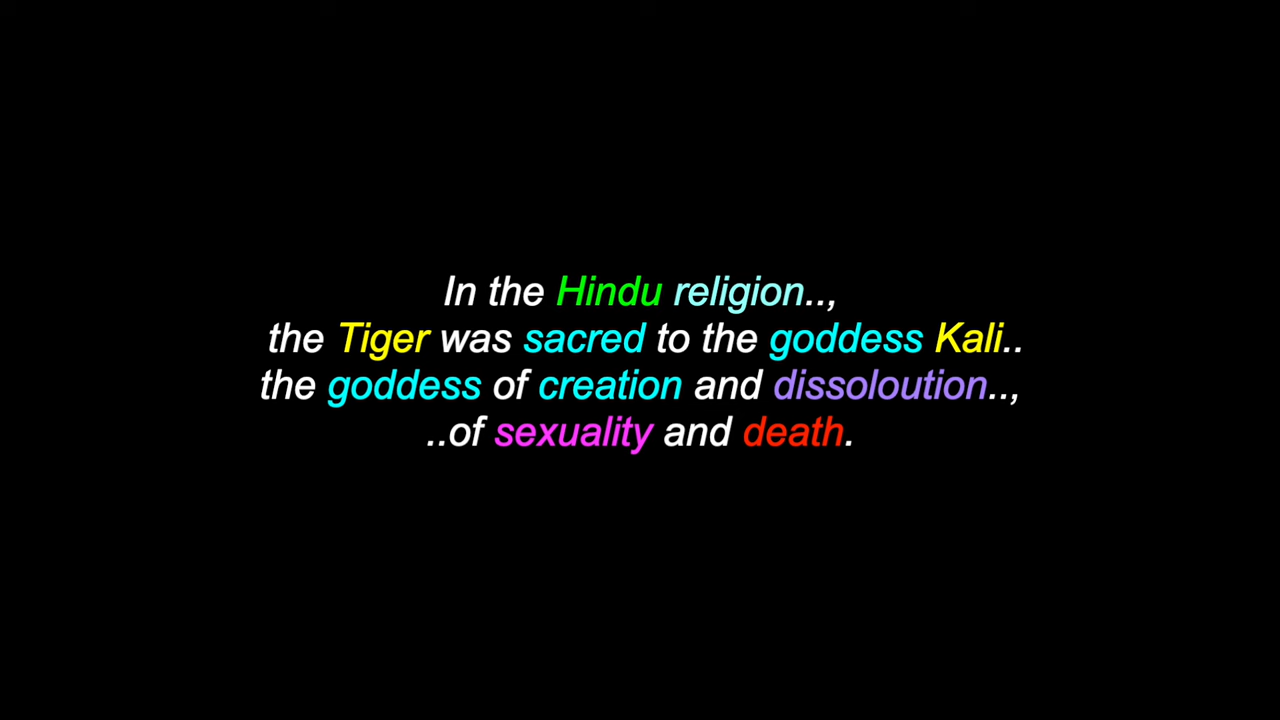 In the Hindu religion..,
the Tiger was sacred to the goddess Kali..
the goddess of creation and dissoloution..,
..of sexuality and death.